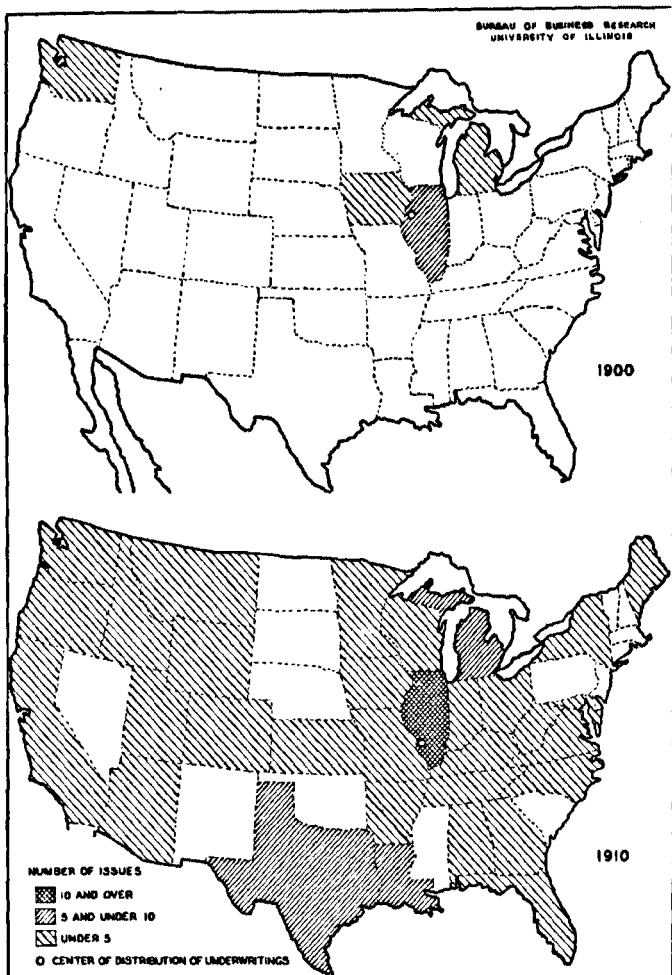 BUREAU OF BUSINESS RESEARCH
UNIVERSITY OF ILLINOIS
1900
1910
NUMBER OF ISSUES
10 AND OVER
5 AND UNDER 10
UNDER 5
CENTER OF DISTRIBUTION OF UNDERWRITINGS